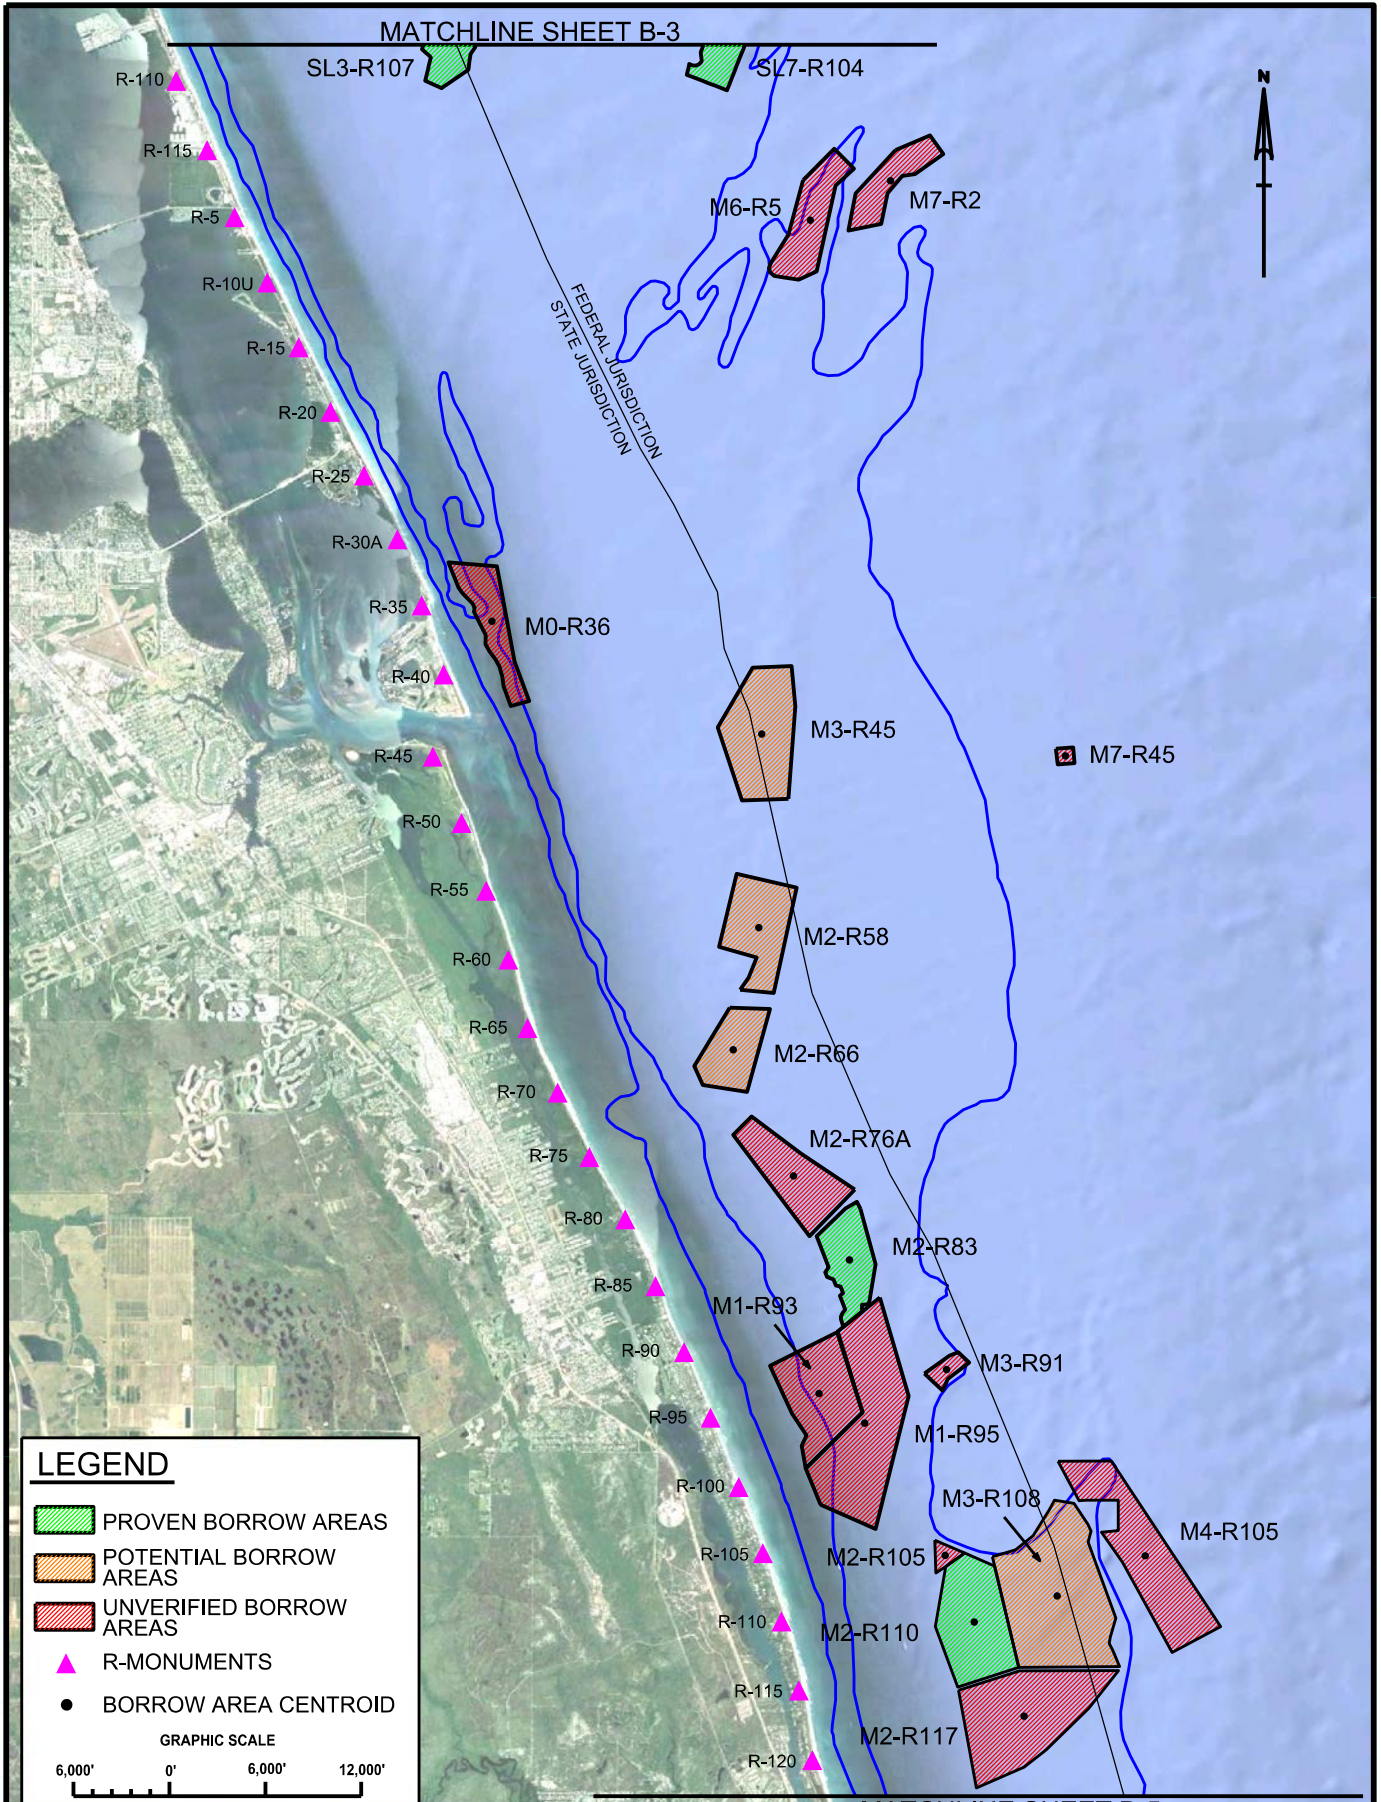 MATCHLINE SHEET B-3
SL3-R107
SL7-R104
R-110
N
R-115
M6-R5
M7-R2
R-5
R-10U
FEDERAL JURISDICTION
STATE JURISDICTION
R-15
R-20
R-25
R-30A
R-35
M0-R36
R-40
M3-R45
R-45
M7-R45
R-50
R-55
M2-R58
R-60
R-65
M2-R66
R-70
M2-R76A
R-75
R-80
M2-R83
R-85
M1-R93
R-90
M3-R91
R-95
M1-R95
R-100
M3-R108
M4-R105
R-105
M2-R105
R-110
M2-R110
R-115
M2-R117
R-120
LEGEND
PROVEN BORROW AREAS
POTENTIAL BORROW
AREAS
UNVERIFIED BORROW
AREAS
R-MONUMENTS
BORROW AREA CENTROID
GRAPHIC SCALE
6,000' 0' 6,000' 12,000'